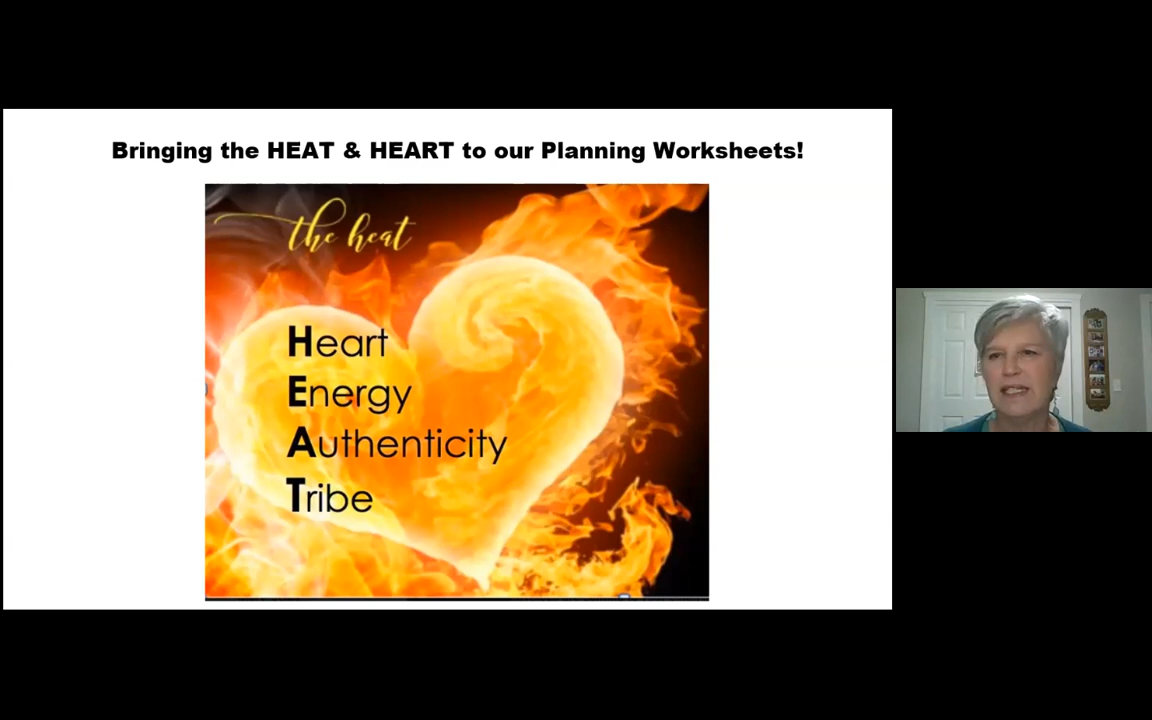 Bringing the HEAT & HEART to our Planning Worksheets!
the heat
Heart
Energy
Authenticity
Tribe